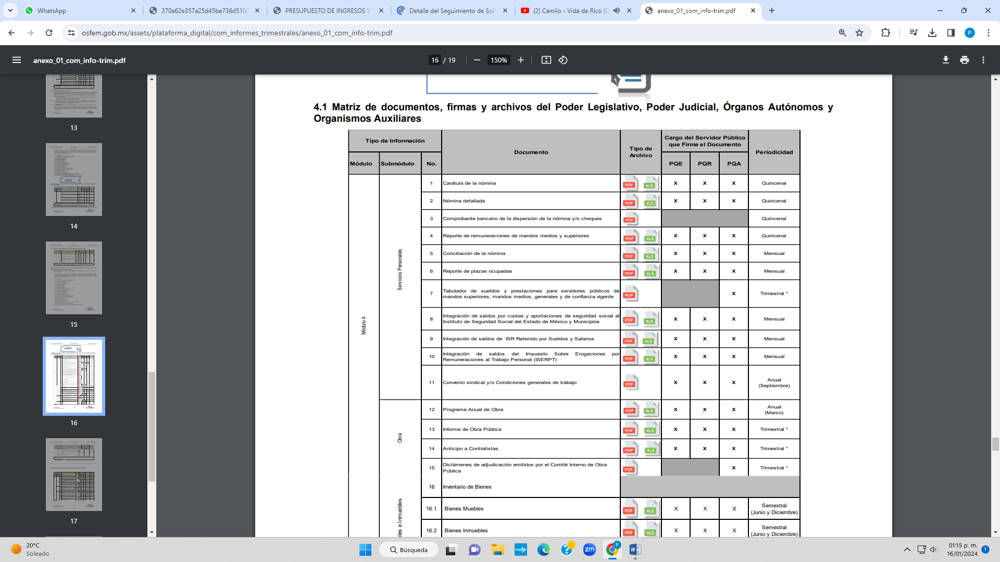 WhatsApp
370a62e357a25d45be736d5106
PRESUPUESTO DE INGRESOS Y
Detalle del Seguimiento de Soli
(2) Camilo - Vida de Rico (O
anexo_01_com_info-trim.pdf
osfem.gob.mx/assets/plataforma_digital/com_informes_trimestrales/anexo_01_com_info-trim.pdf
P
anexo_01_com_info-trim.pdf
16 / 19
150%
13
14
15
16
17
4.1 Matriz de documentos, firmas y archivos del Poder Legislativo, Poder Judicial, Órganos Autónomos y
Organismos Auxiliares
Tipo de Información
Documento
Tipo de
Archivo
Cargo del Servidor Público
que Firma el Documento
Periodicidad
Módulo Submódulo No. PQE PQR PQA
Módulo 4
Servicios Personales
1 Carátula de la nómina PDF XLS X X X Quincenal
2 Nómina detallada PDF XLS X X X Quincenal
3 Comprobante bancario de la dispersión de la nómina y/o cheques PDF Quincenal
4 Reporte de remuneraciones de mandos medios y superiores PDF XLS X X X Quincenal
5 Conciliación de la nómina PDF XLS X X X Mensual
6 Reporte de plazas ocupadas PDF XLS X X X Mensual
7 Tabulador de sueldos y prestaciones para servidores públicos de
mandos superiores, mandos medios, generales y de confianza vigente PDF X Trimestral *
8 Integración de saldos por cuotas y aportaciones de seguridad social al
Instituto de Seguridad Social del Estado de México y Municipios PDF XLS X X X Mensual
9 Integración de saldos de ISR Retenido por Sueldos y Salarios PDF XLS X X X Mensual
10 Integración de saldos del Impuesto Sobre Erogaciones por
Remuneraciones al Trabajo Personal (ISERPT) PDF XLS X X X Mensual
11 Convenio sindical y/o Condiciones generales de trabajo PDF X X X Anual
(Septiembre)
Obra
12 Programa Anual de Obra PDF XLS X X X Anual
(Marzo)
13 Informe de Obra Pública PDF XLS X X X Trimestral *
14 Anticipo a Contratistas PDF XLS X X X Trimestral *
15 Dictámenes de adjudicación emitidos por el Comité Interno de Obra
Pública PDF X Trimestral *
bles e Inmuebles
16 Inventario de Bienes
16.1 Bienes Muebles PDF XLS X X X Semestral
(Junio y Diciembre)
16.2 Bienes Inmuebles PDF XLS X X X Semestral
(Junio y Diciembre)
20°C
Soleado
Búsqueda
myhp
zm
P
01:15 p. m.
16/01/2024
1